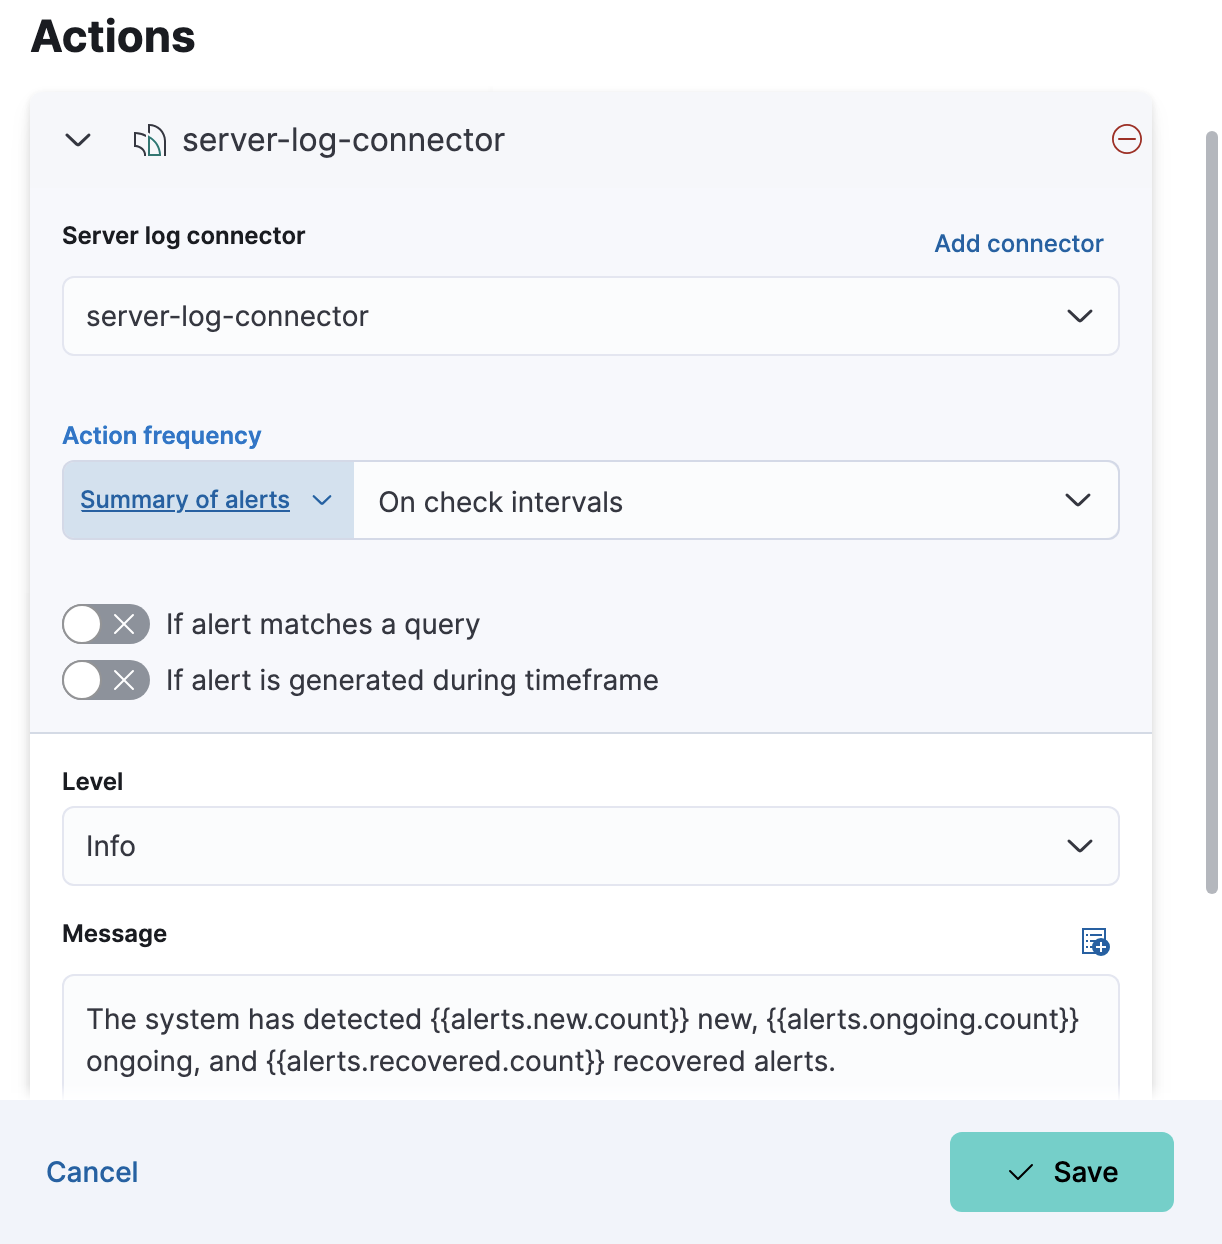 Actions
server-log-connector
Server log connector
Add connector
server-log-connector
Action frequency
Summary of alerts
On check intervals
If alert matches a query
If alert is generated during timeframe
Level
Info
Message
The system has detected {{alerts.new.count}} new, {{alerts.ongoing.count}}
ongoing, and {{alerts.recovered.count}} recovered alerts.
Cancel
Save